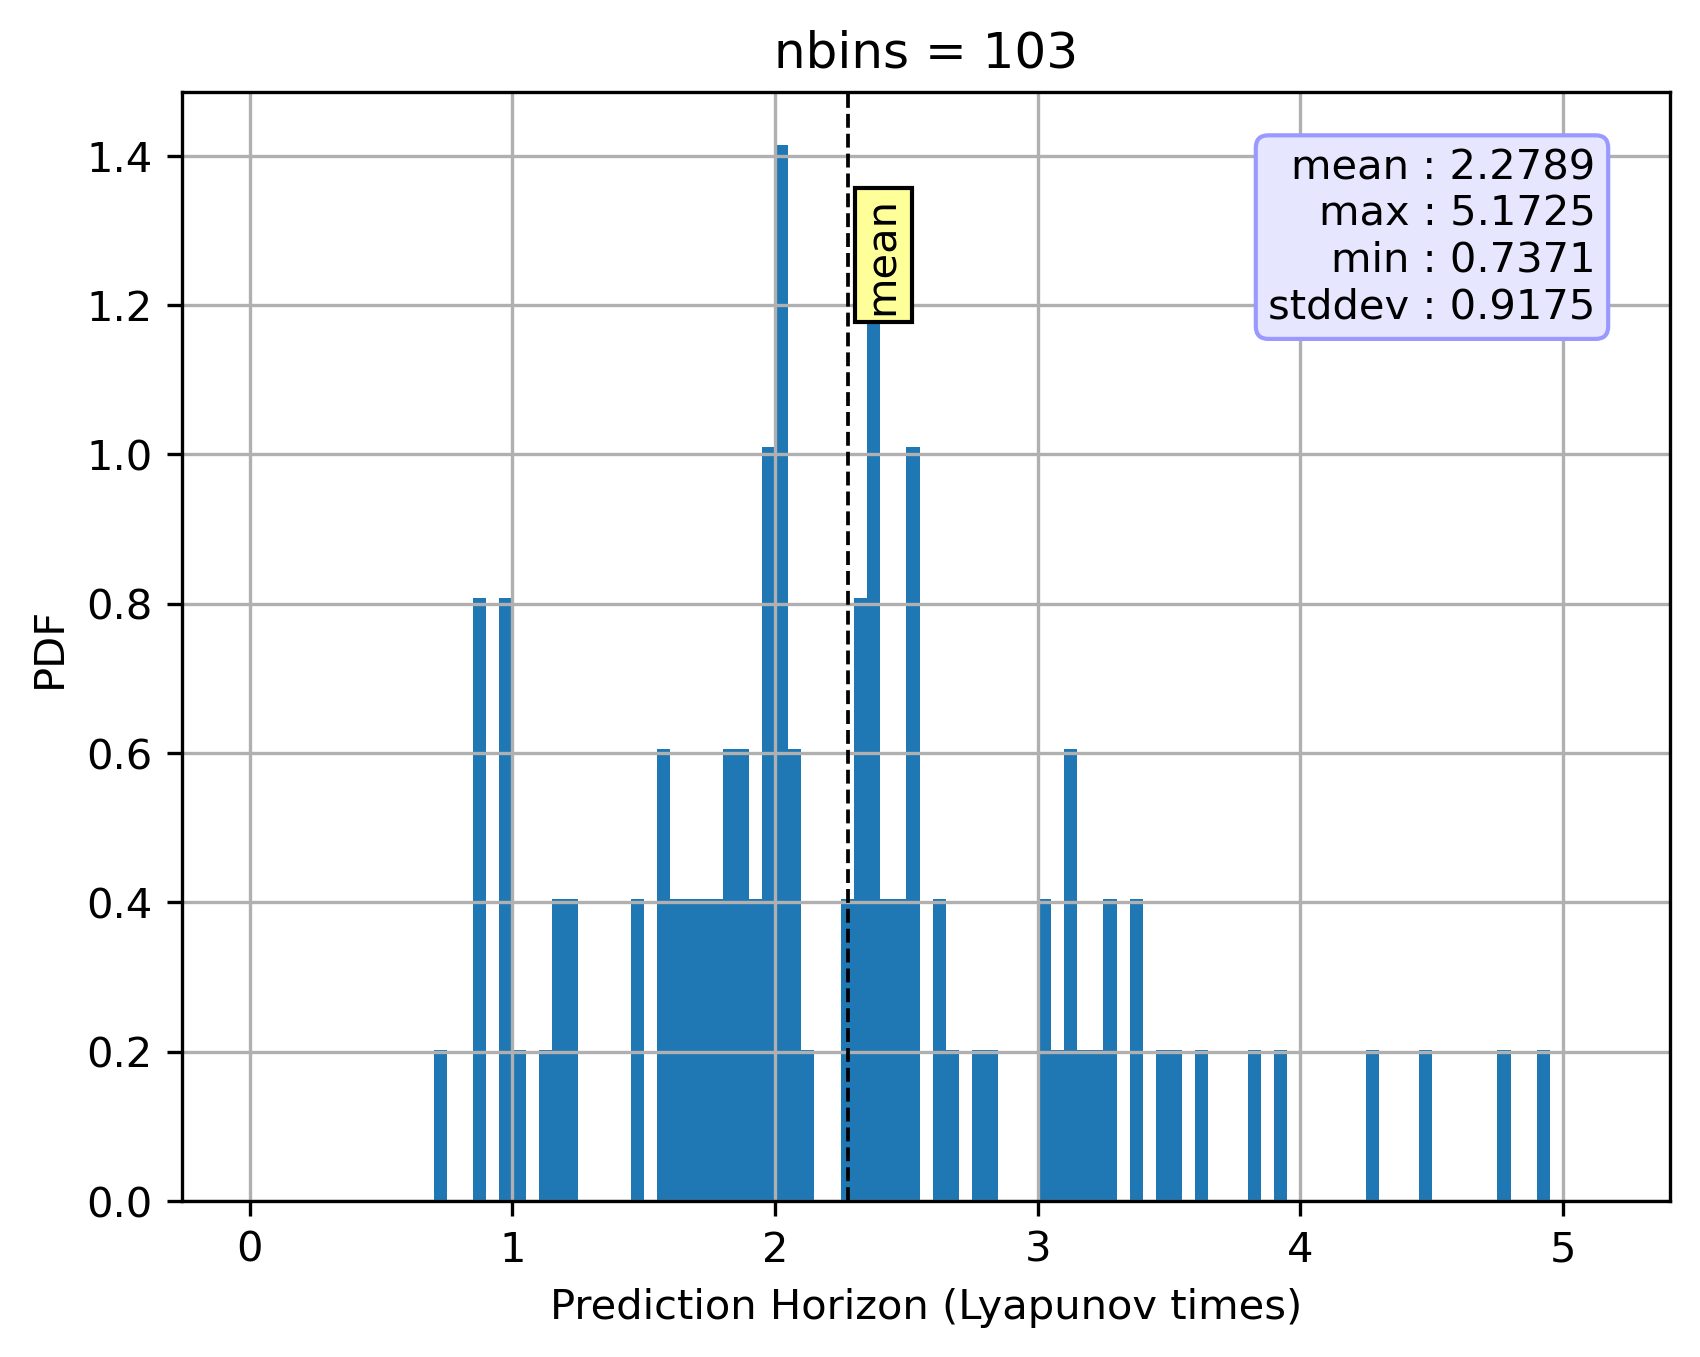 nbins = 103
mean : 2.2789
max : 5.1725
min : 0.7371
stddev : 0.9175
mean
PDF
1.4
1.2
1.0
0.8
0.6
0.4
0.2
0.0
0 1 2 3 4 5
Prediction Horizon (Lyapunov times)